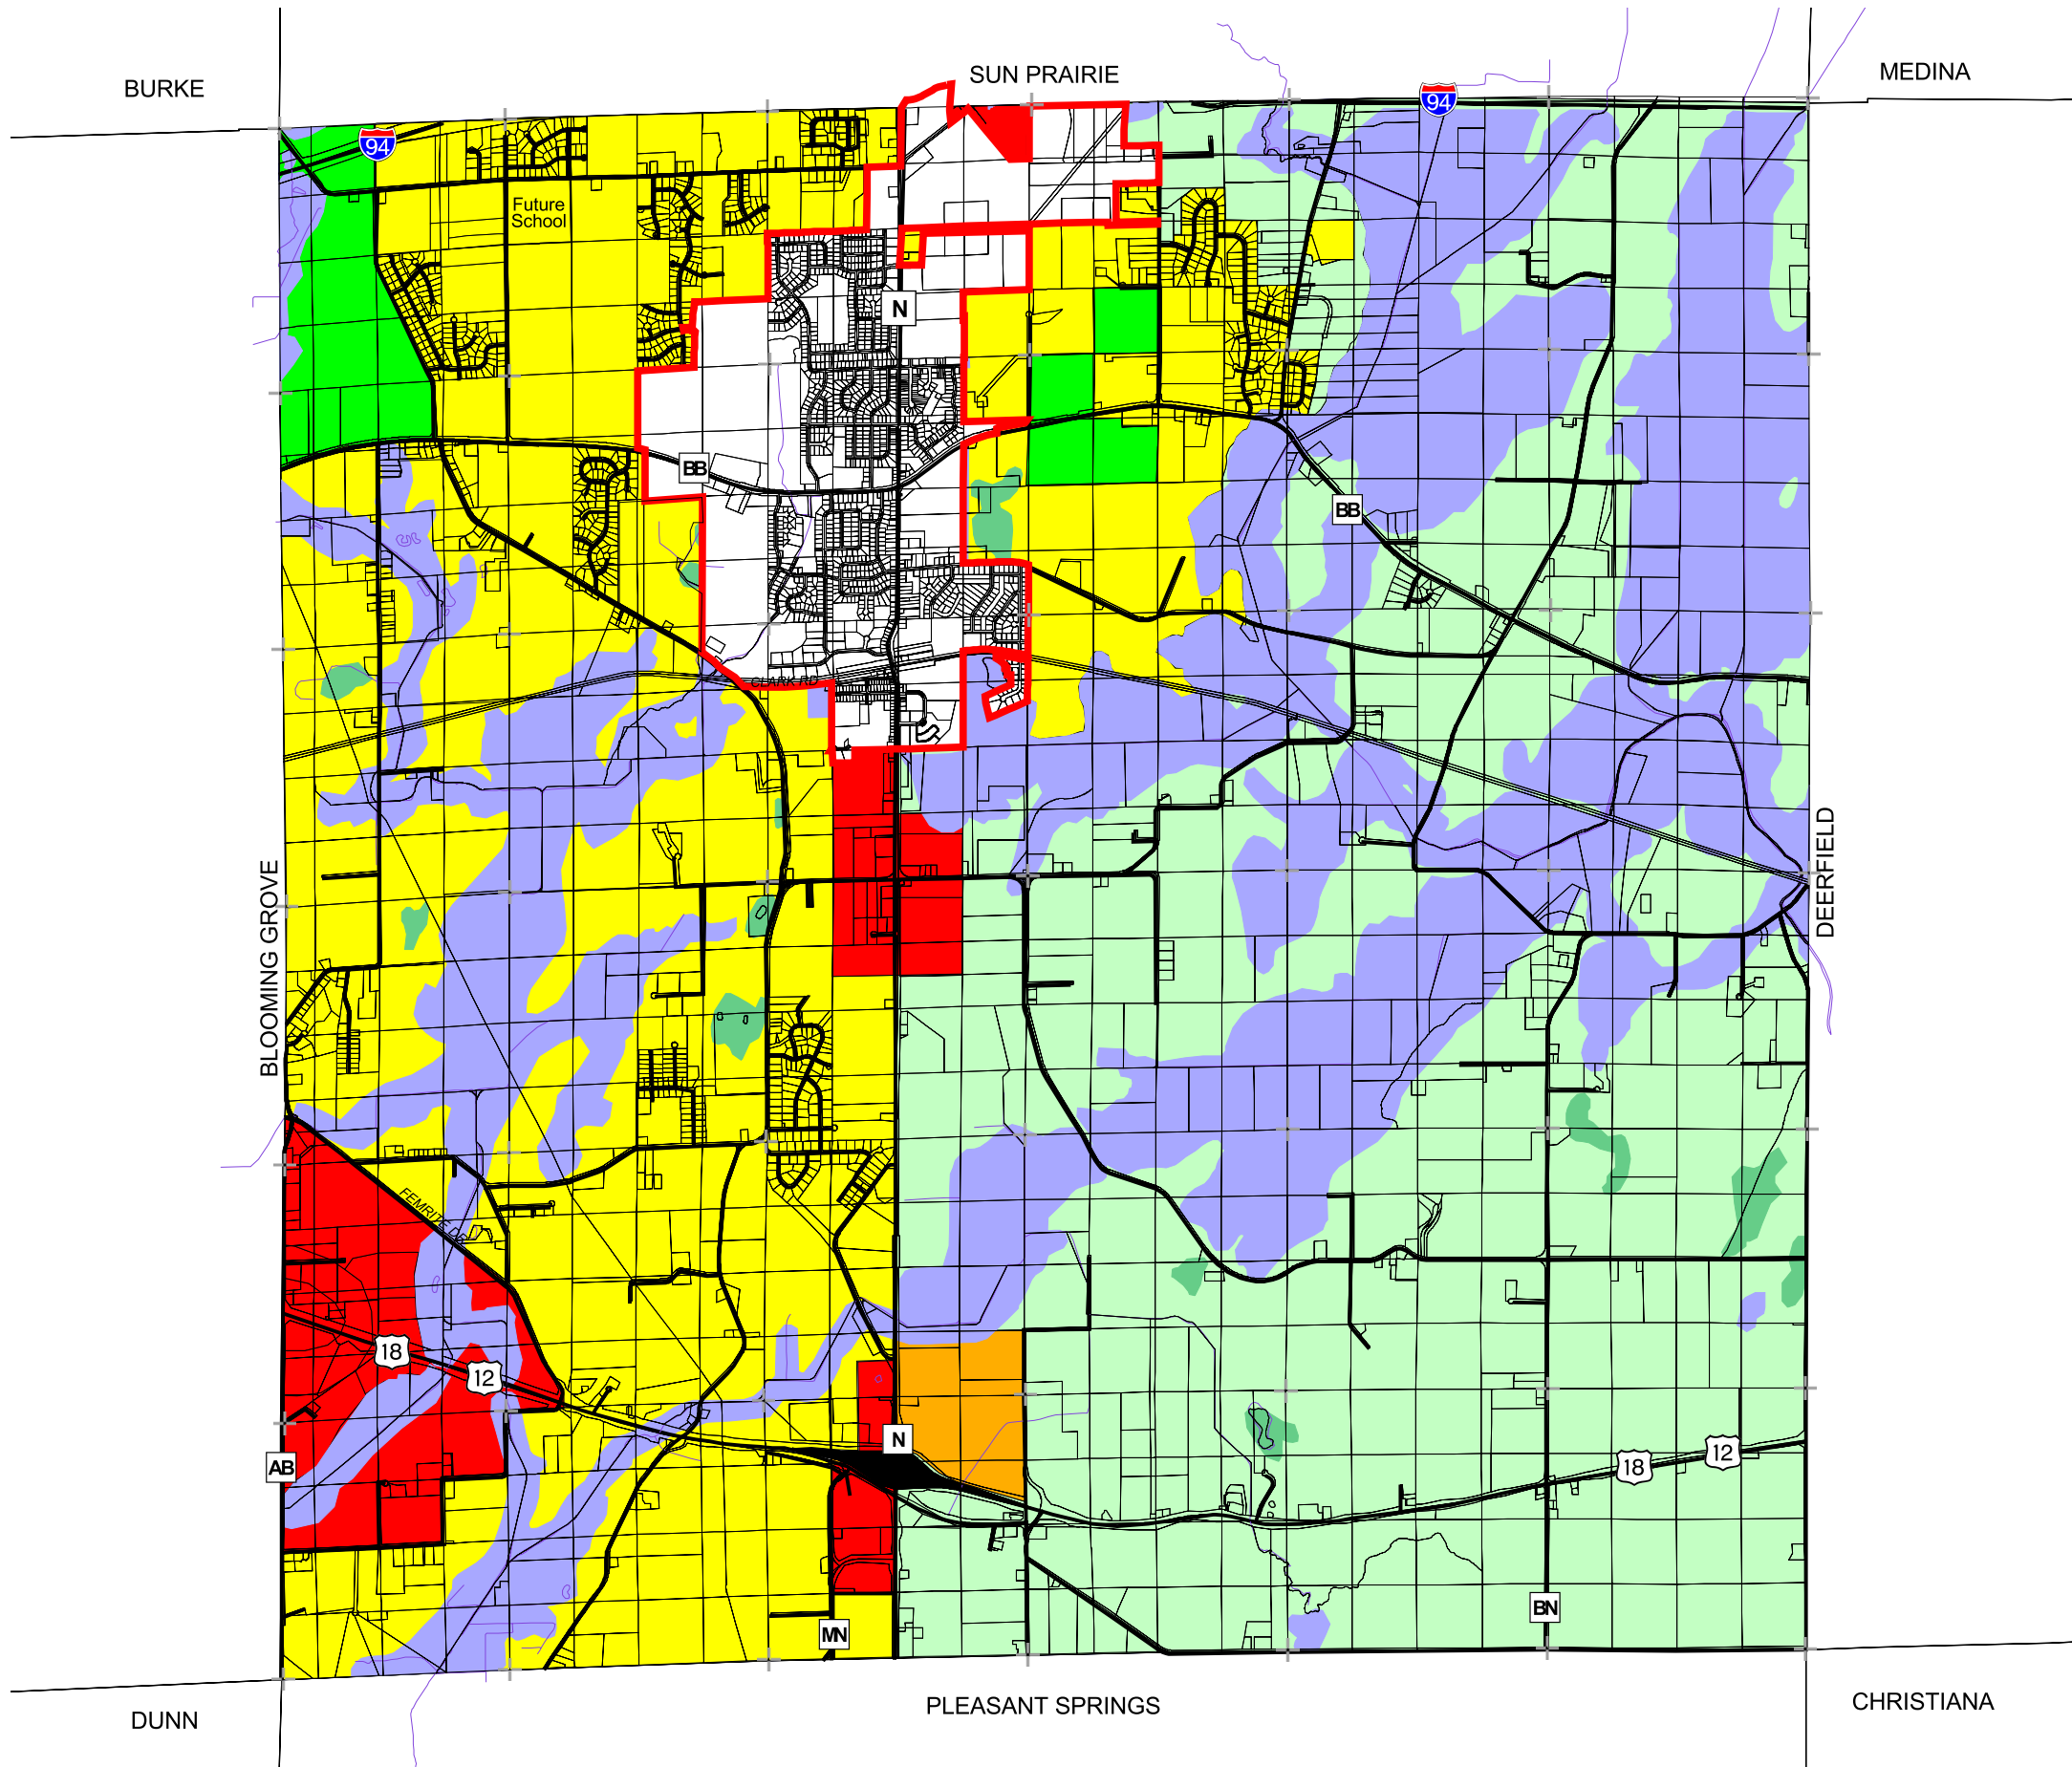 SUN PRAIRIE
MEDINA
BURKE
94
94
Future
School
N
BB
BB
CLARK RD
BLOOMING GROVE
DEERFIELD
FEMRITE DR
18
12
N
AB
18
12
BN
MN
PLEASANT SPRINGS
CHRISTIANA
DUNN